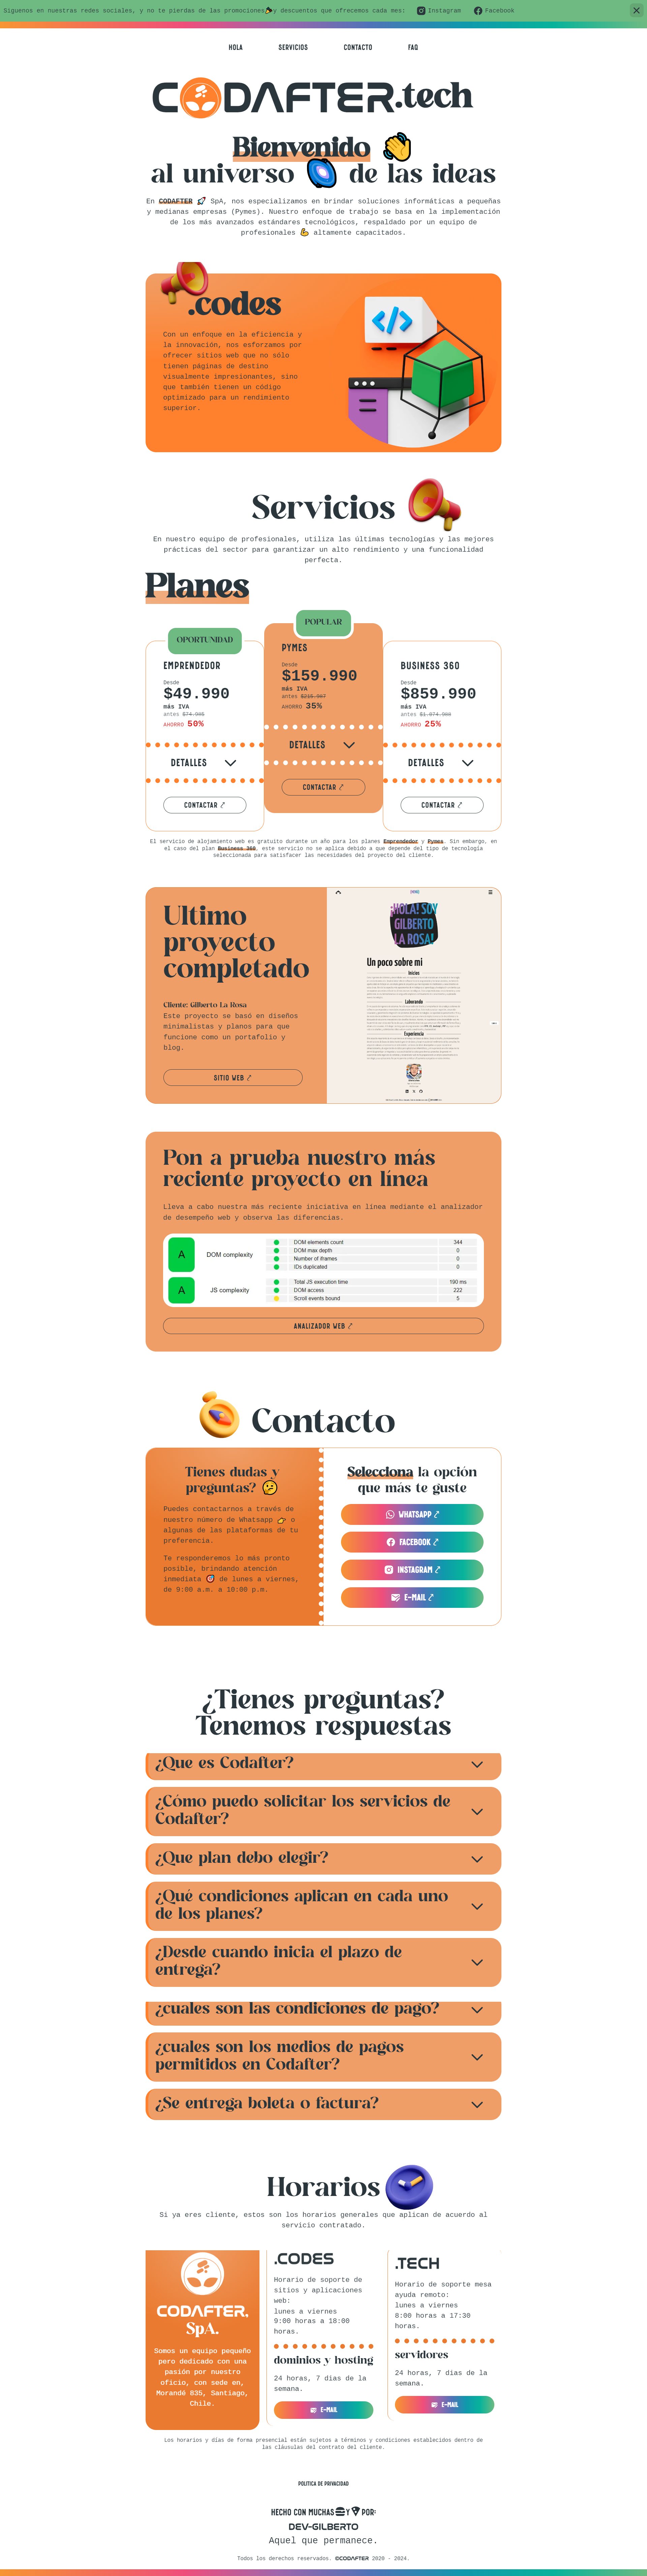 Siguenos en nuestras redes sociales, y no te pierdas de las promociones y descuentos que ofrecemos cada mes: Instagram Facebook
HOLA SERVICIOS CONTACTO FAQ
CODAFTER.tech
Bienvenido
al universo de las ideas
En CODAFTER SpA, nos especializamos en brindar soluciones informáticas a pequeñas
y medianas empresas (Pymes). Nuestro enfoque de trabajo se basa en la implementación
de los más avanzados estándares tecnológicos, respaldado por un equipo de
profesionales altamente capacitados.
.codes
Con un enfoque en la eficiencia y
la innovación, nos esforzamos por
ofrecer sitios web que no sólo
tienen páginas de destino
visualmente impresionantes, sino
que también tienen un código
optimizado para un rendimiento
superior.
Servicios
En nuestro equipo de profesionales, utiliza las últimas tecnologías y las mejores
prácticas del sector para garantizar un alto rendimiento y una funcionalidad
perfecta.
Planes
OPORTUNIDAD
EMPRENDEDOR
Desde
$49.990
más IVA
antes
AHORRO 50%
DETALLES
CONTACTAR
POPULAR
PYMES
Desde
$159.990
más IVA
antes
AHORRO 35%
DETALLES
CONTACTAR
BUSINESS 360
Desde
$859.990
más IVA
antes
AHORRO 25%
DETALLES
CONTACTAR
El servicio de alojamiento web es gratuito durante un año para los planes Emprendedor y Pymes. Sin embargo, en
el caso del plan Business 360, este servicio no se aplica debido a que depende del tipo de tecnología
seleccionada para satisfacer las necesidades del proyecto del cliente.
Ultimo
proyecto
completado
Cliente: Gilberto La Rosa
Este proyecto se basó en diseños
minimalistas y planos para que
funcione como un portafolio y
blog.
SITIO WEB
¡HOLA! SOY
GILBERTO
LA ROSA!
Un poco sobre mi
Inicios
Laborando
Experiencia
Pon a prueba nuestro más
reciente proyecto en línea
Lleva a cabo nuestra más reciente iniciativa en línea mediante el analizador
de desempeño web y observa las diferencias.
A DOM complexity
DOM elements count 344
DOM max depth 0
Number of iframes 0
IDs duplicated 0
A JS complexity
Total JS execution time 190 ms
DOM access 222
Scroll events bound 5
ANALIZADOR WEB
Contacto
Tienes dudas y
preguntas?
Puedes contactarnos a través de
nuestro número de Whatsapp o
algunas de las plataformas de tu
preferencia.
Te responderemos lo más pronto
posible, brindando atención
inmediata de lunes a viernes,
de 9:00 a.m. a 10:00 p.m.
Selecciona la opción
que más te guste
WHATSAPP
FACEBOOK
INSTAGRAM
E-MAIL
¿Tienes preguntas?
Tenemos respuestas
¿Que es Codafter?
¿Cómo puedo solicitar los servicios de
Codafter?
¿Que plan debo elegir?
¿Qué condiciones aplican en cada uno
de los planes?
¿Desde cuando inicia el plazo de
entrega?
¿cuales son las condiciones de pago?
¿cuales son los medios de pagos
permitidos en Codafter?
¿Se entrega boleta o factura?
Horarios
Si ya eres cliente, estos son los horarios generales que aplican de acuerdo al
servicio contratado.
CODAFTER,
SpA.
Somos un equipo pequeño
pero dedicado con una
pasión por nuestro
oficio, con sede en,
Morandé 835, Santiago,
Chile.
.CODES
Horario de soporte de
sitios y aplicaciones
web:
lunes a viernes
9:00 horas a 18:00
horas.
dominios y hosting
24 horas, 7 dias de la
semana.
E-MAIL
.TECH
Horario de soporte mesa
ayuda remoto:
lunes a viernes
8:00 horas a 17:30
horas.
servidores
24 horas, 7 dias de la
semana.
E-MAIL
Los horarios y días de forma presencial están sujetos a términos y condiciones establecidos dentro de
las cláusulas del contrato del cliente.
POLITICA DE PRIVACIDAD
HECHO CON MUCHAS Y POR:
DEV-GILBERTO
Aquel que permanece.
Todos los derechos reservados. ©CODAFTER 2020 - 2024.